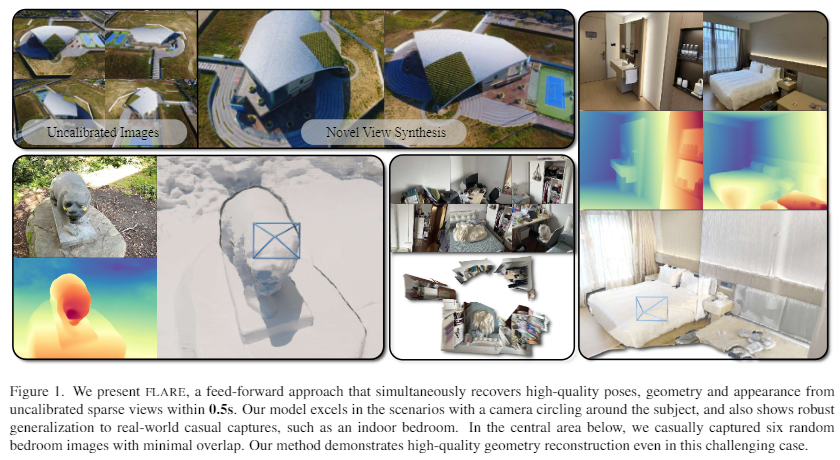 Uncalibrated Images
Novel View Synthesis
Figure 1. We present FLARE, a feed-forward approach that simultaneously recovers high-quality poses, geometry and appearance from
uncalibrated sparse views within 0.5s. Our model excels in the scenarios with a camera circling around the subject, and also shows robust
generalization to real-world casual captures, such as an indoor bedroom. In the central area below, we casually captured six random
bedroom images with minimal overlap. Our method demonstrates high-quality geometry reconstruction even in this challenging case.